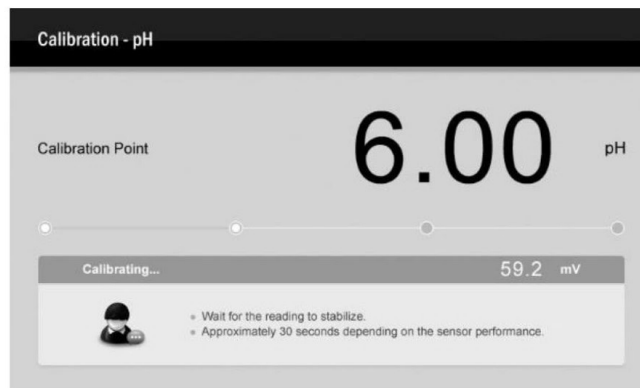 Calibration - pH
Calibration Point 6.00 pH
Calibrating... 59.2 mV
Wait for the reading to stabilize.
Approximately 30 seconds depending on the sensor performance.